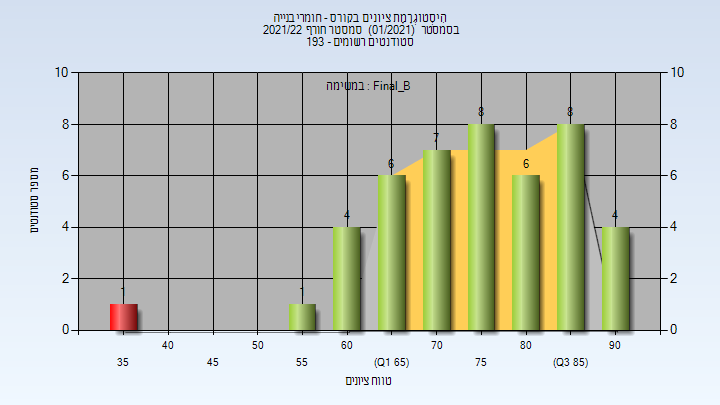 היסטוגרמת ציונים בקורס - חומרי בנייה
בסמסטר (01/2021) סמסטר חורף 2021/22
סטודנטים רשומים - 193
במשימה : Final_B
מספר סטודנטים
10 10
8 8
6 6
4 4
2 2
0 0
1 1 4 6 7 8 6 8 4
40 50 60 70 80 90
35 45 55 (Q1 65) 75 (Q3 85)
טווח ציונים